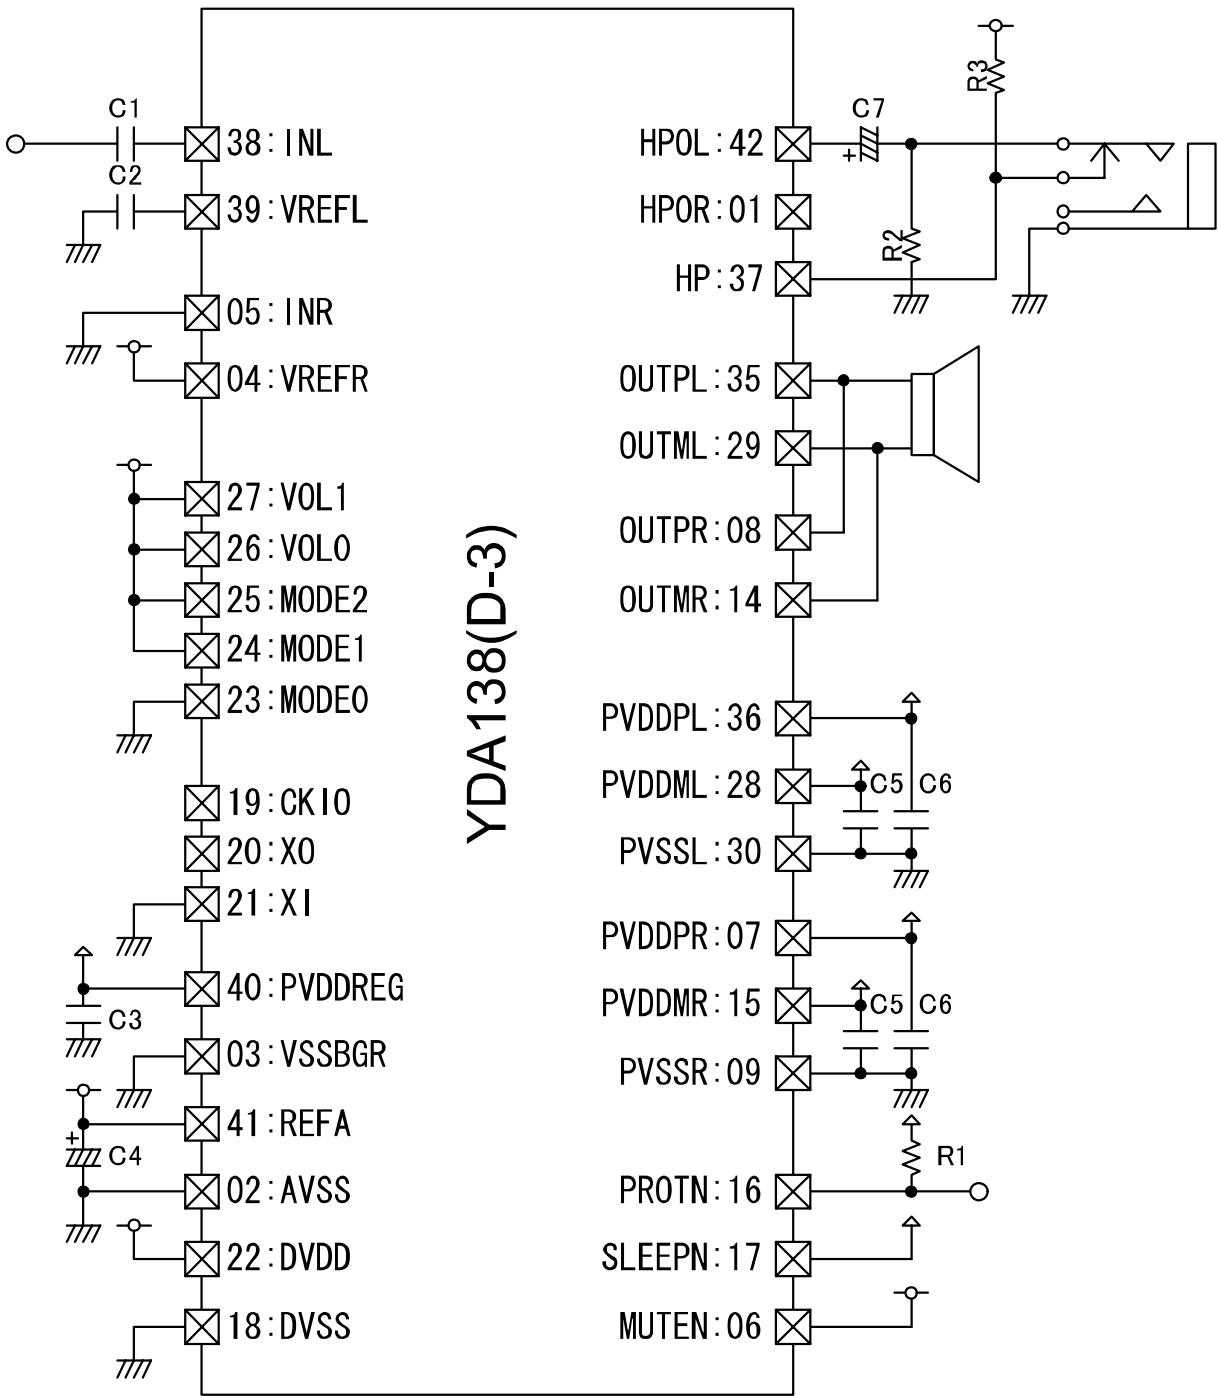 C1
38:INL
C2
39:VREFL
05:INR
04:VREFR
27:VOL1
26:VOL0
25:MODE2
24:MODE1
23:MODE0
19:CKIO
20:XO
21:XI
40:PVDDREG
C3
03:VSSBGR
41:REFA
+
C4
02:AVSS
22:DVDD
18:DVSS
YDA138(D-3)
HPOL:42
C7
+
R3
HPOR:01
R2
HP:37
OUTPL:35
OUTML:29
OUTPR:08
OUTMR:14
PVDDPL:36
PVDDML:28
C5
C6
PVSSL:30
PVDDPR:07
PVDDMR:15
C5
C6
PVSSR:09
R1
PROTN:16
SLEEPN:17
MUTEN:06